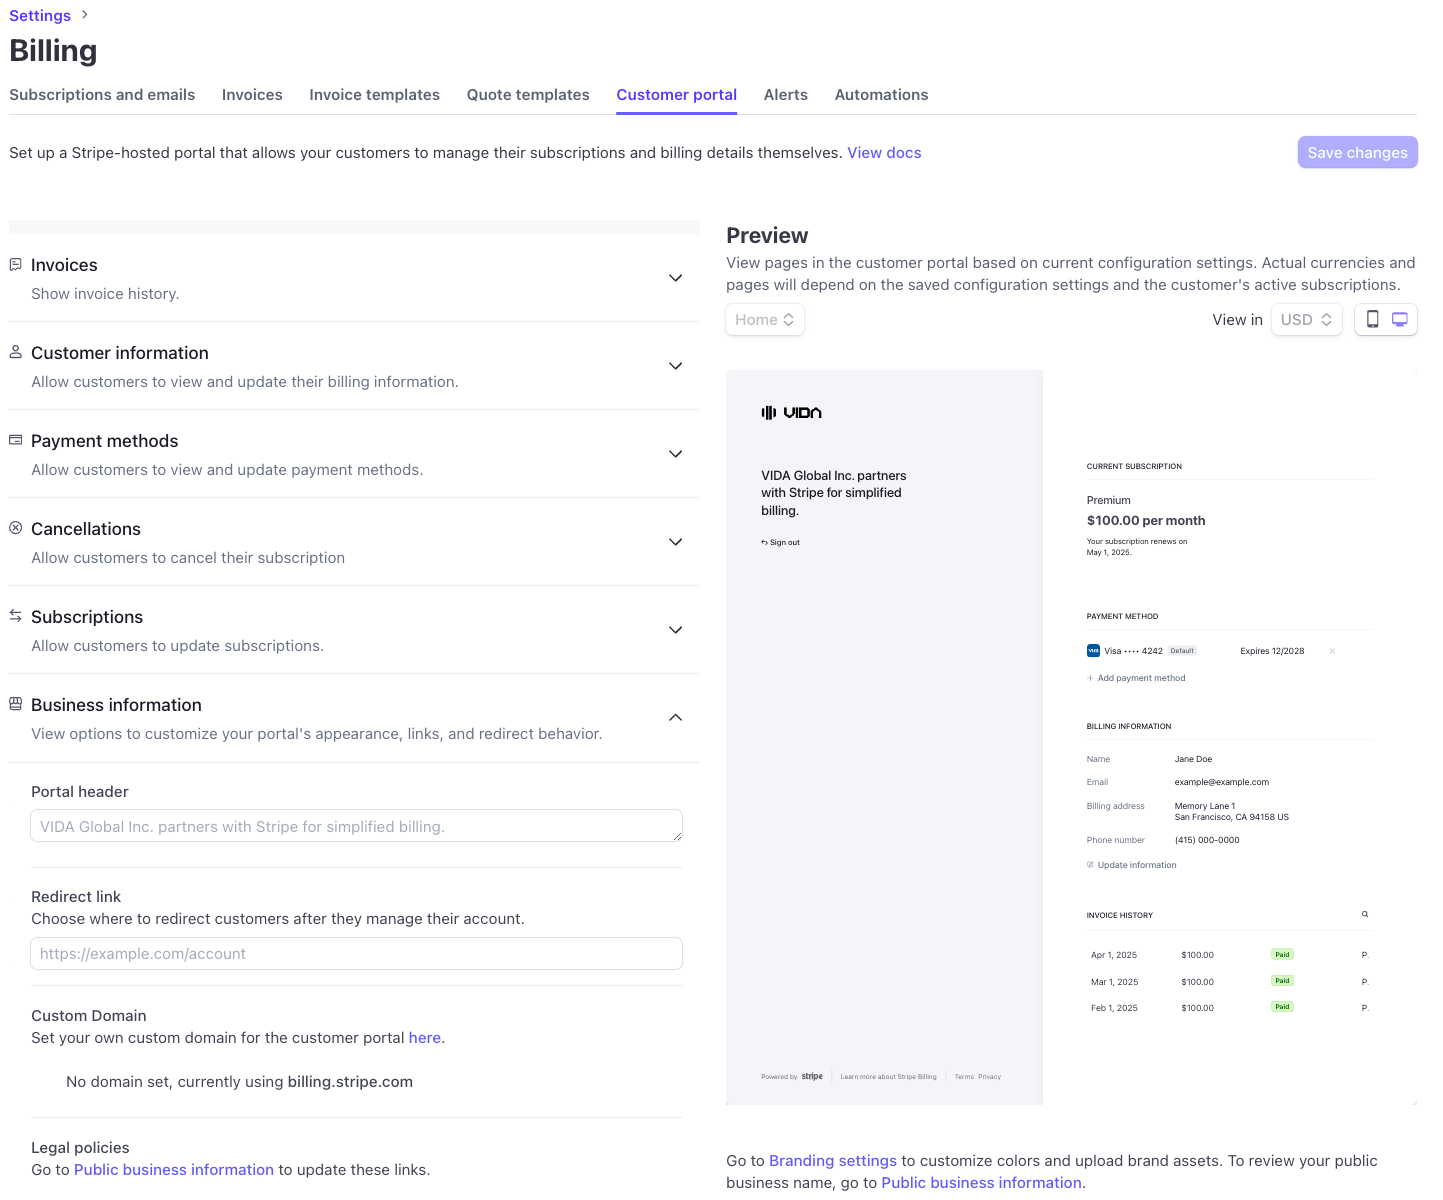 Settings
Billing
Subscriptions and emails Invoices Invoice templates Quote templates Customer portal Alerts Automations
Set up a Stripe-hosted portal that allows your customers to manage their subscriptions and billing details themselves. View docs
Save changes
Invoices
Show invoice history.
Customer information
Allow customers to view and update their billing information.
Payment methods
Allow customers to view and update payment methods.
Cancellations
Allow customers to cancel their subscription
Subscriptions
Allow customers to update subscriptions.
Business information
View options to customize your portal's appearance, links, and redirect behavior.
Portal header
VIDA Global Inc. partners with Stripe for simplified billing.
Redirect link
Choose where to redirect customers after they manage their account.
https://example.com/account
Custom Domain
Set your own custom domain for the customer portal here.
No domain set, currently using billing.stripe.com
Legal policies
Go to Public business information to update these links.
Preview
View pages in the customer portal based on current configuration settings. Actual currencies and
pages will depend on the saved configuration settings and the customer's active subscriptions.
Home View in USD
VIDA
VIDA Global Inc. partners
with Stripe for simplified
billing.
Sign out
Powered by stripe Learn more about Stripe Billing Terms Privacy
CURRENT SUBSCRIPTION
Premium
$100.00 per month
Your subscription renews on
May 1, 2025.
PAYMENT METHOD
VISA Visa •••• 4242 Default Expires 12/2028 ×
+ Add payment method
BILLING INFORMATION
Name Jane Doe
Email example@example.com
Billing address Memory Lane 1
San Francisco, CA 94158 US
Phone number (415) 000-0000
Update information
INVOICE HISTORY
Apr 1, 2025 $100.00 Paid P.
Mar 1, 2025 $100.00 Paid P.
Feb 1, 2025 $100.00 Paid P.
Go to Branding settings to customize colors and upload brand assets. To review your public
business name, go to Public business information.